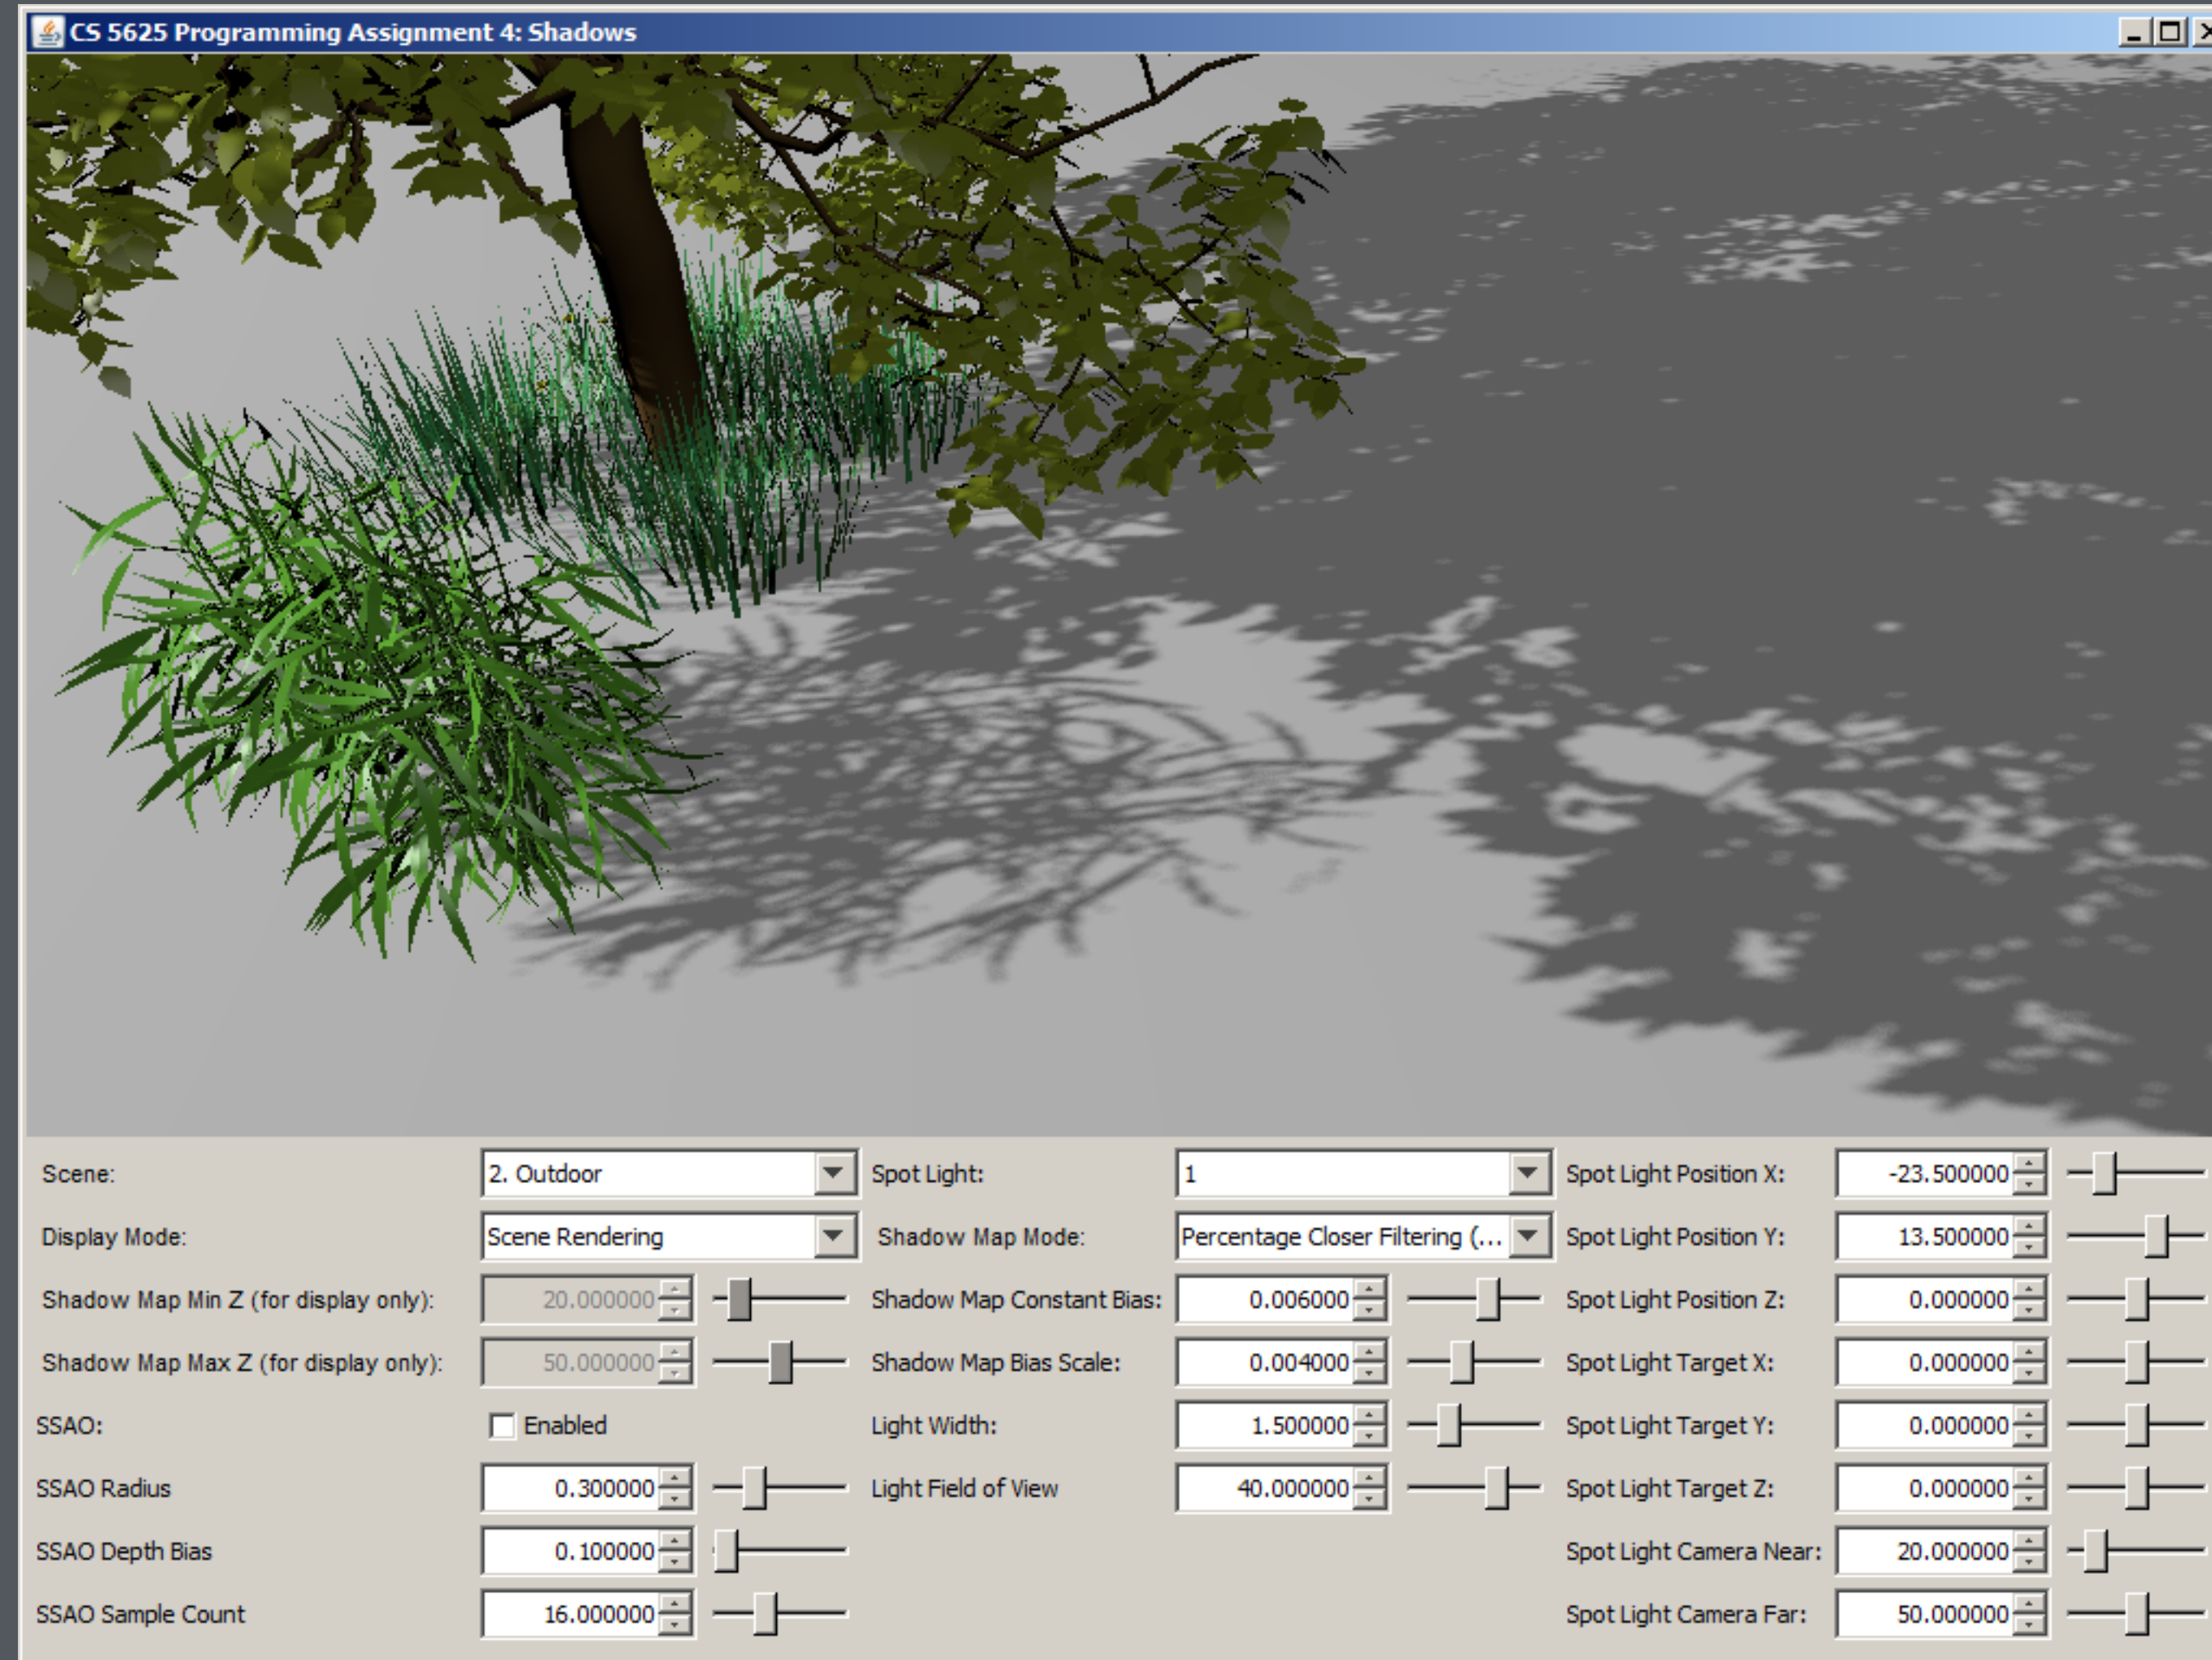 CS 5625 Programming Assignment 4: Shadows
Scene: 2. Outdoor Spot Light: 1 Spot Light Position X: -23.500000
Display Mode: Scene Rendering Shadow Map Mode: Percentage Closer Filtering (... Spot Light Position Y: 13.500000
Shadow Map Min Z (for display only): 20.000000 Shadow Map Constant Bias: 0.006000 Spot Light Position Z: 0.000000
Shadow Map Max Z (for display only): 50.000000 Shadow Map Bias Scale: 0.004000 Spot Light Target X: 0.000000
SSAO: Enabled Light Width: 1.500000 Spot Light Target Y: 0.000000
SSAO Radius 0.300000 Light Field of View 40.000000 Spot Light Target Z: 0.000000
SSAO Depth Bias 0.100000 Spot Light Camera Near: 20.000000
SSAO Sample Count 16.000000 Spot Light Camera Far: 50.000000